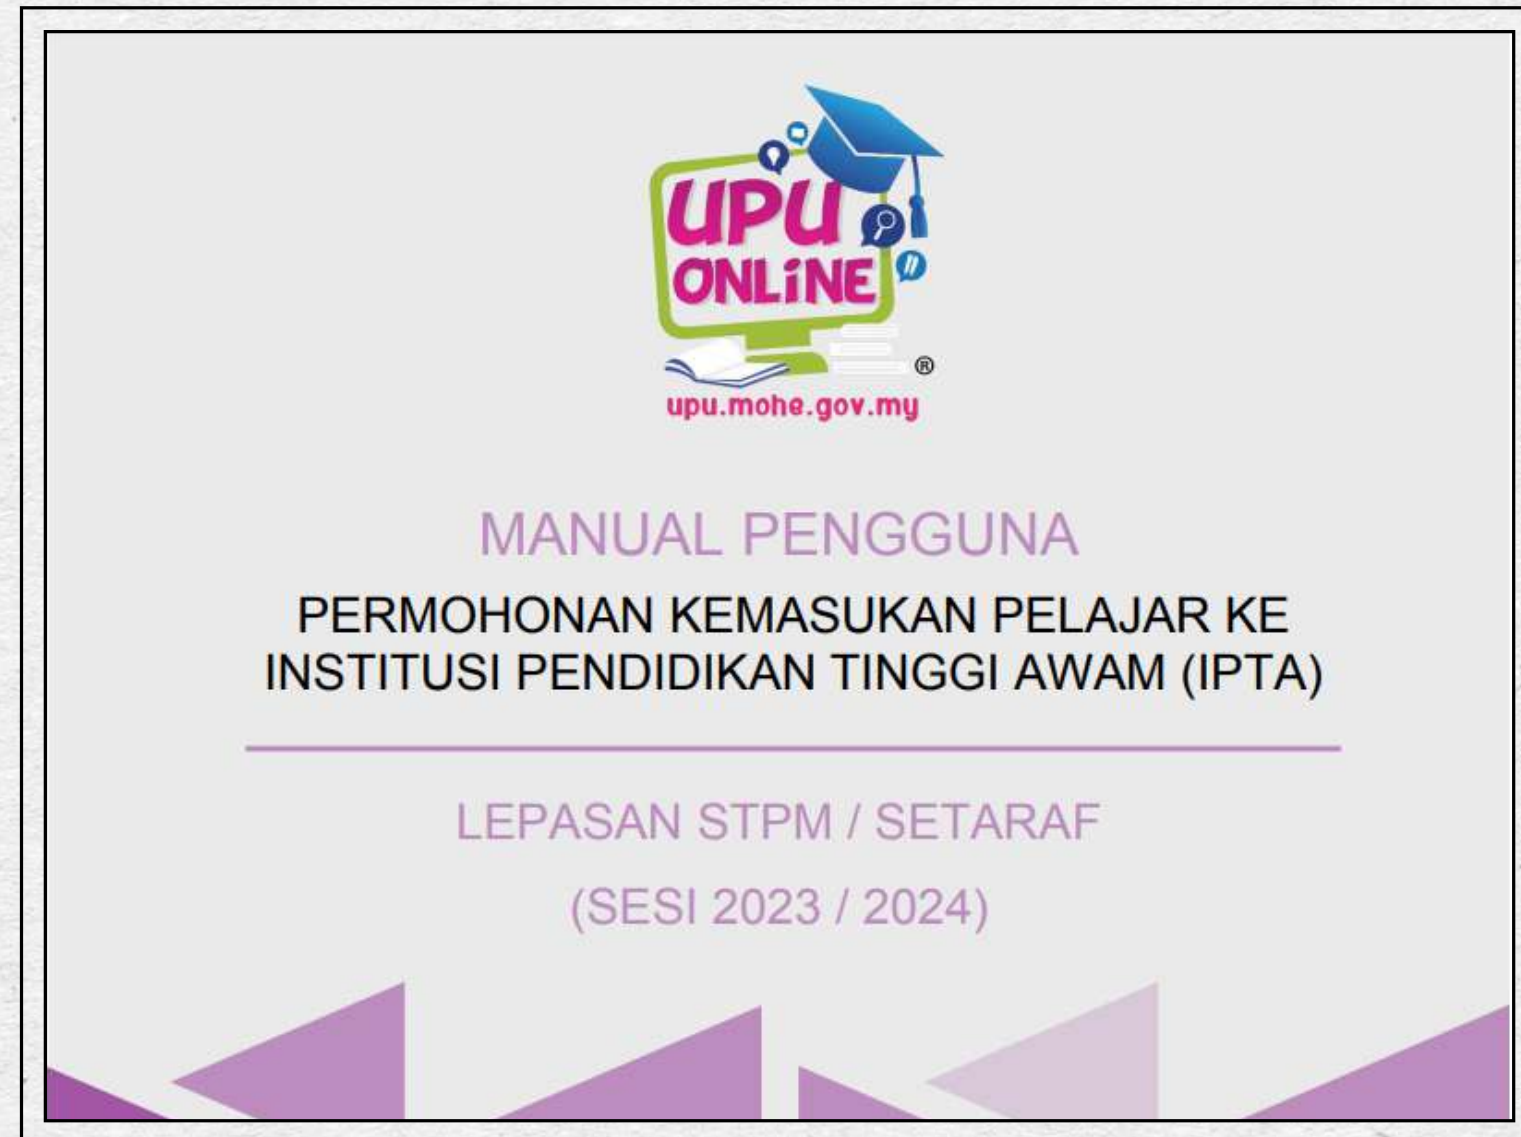 UPU
ONLiNE
®
upu.mohe.gov.my
MANUAL PENGGUNA
PERMOHONAN KEMASUKAN PELAJAR KE
INSTITUSI PENDIDIKAN TINGGI AWAM (IPTA)
LEPASAN STPM / SETARAF
(SESI 2023 / 2024)